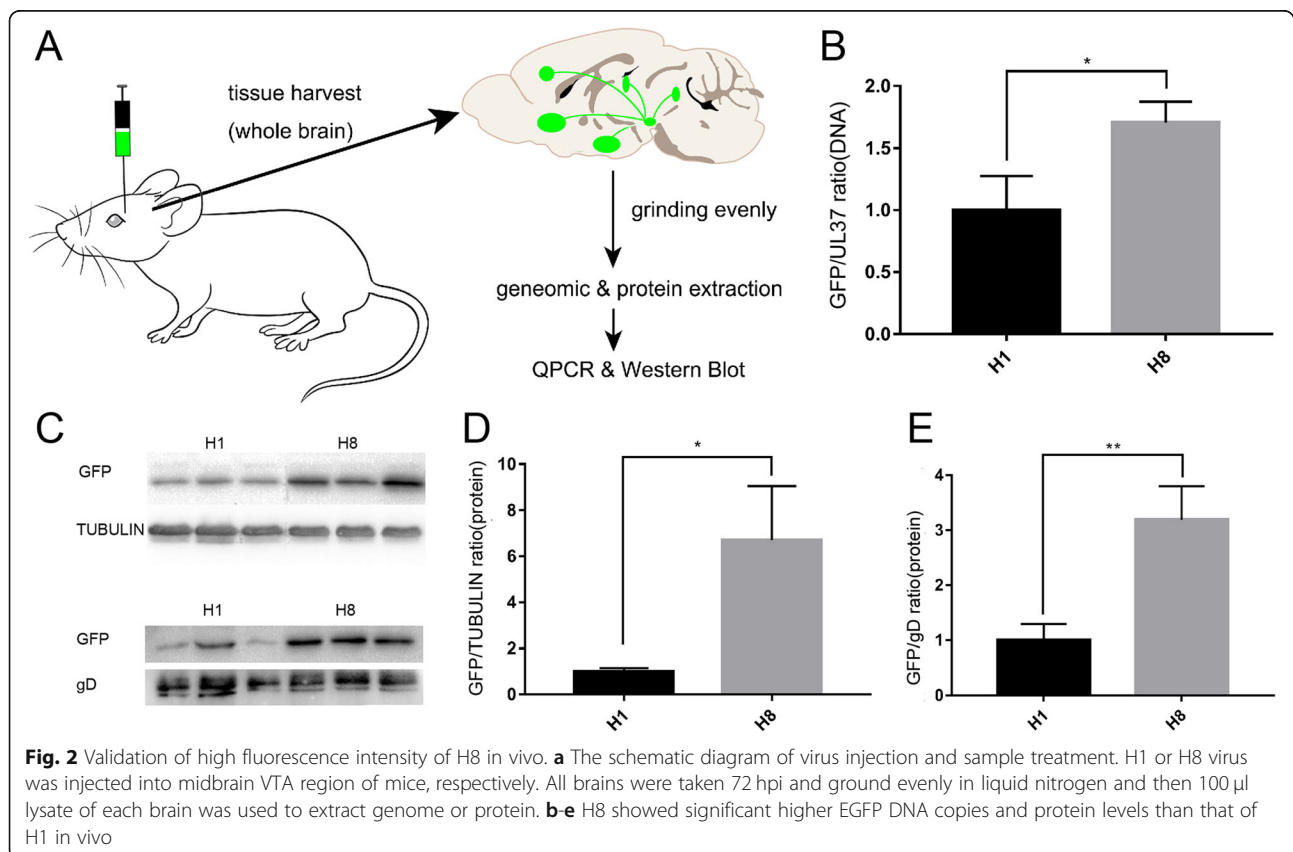 A
tissue harvest
(whole brain)
grinding evenly
geneomic & protein extraction
QPCR & Western Blot
B
*
GFP/UL37 ratio(DNA)
2.0
1.5
1.0
0.5
0.0
H1
H8
C
H1
H8
GFP
TUBULIN
H1
H8
GFP
gD
D
*
GFP/TUBULIN ratio(protein)
10
8
6
4
2
0
H1
H8
E
**
GFP/gD ratio(protein)
4
3
2
1
0
H1
H8
Fig. 2 Validation of high fluorescence intensity of H8 in vivo. a The schematic diagram of virus injection and sample treatment. H1 or H8 virus
was injected into midbrain VTA region of mice, respectively. All brains were taken 72 hpi and ground evenly in liquid nitrogen and then 100 μl
lysate of each brain was used to extract genome or protein. b-e H8 showed significant higher EGFP DNA copies and protein levels than that of
H1 in vivo